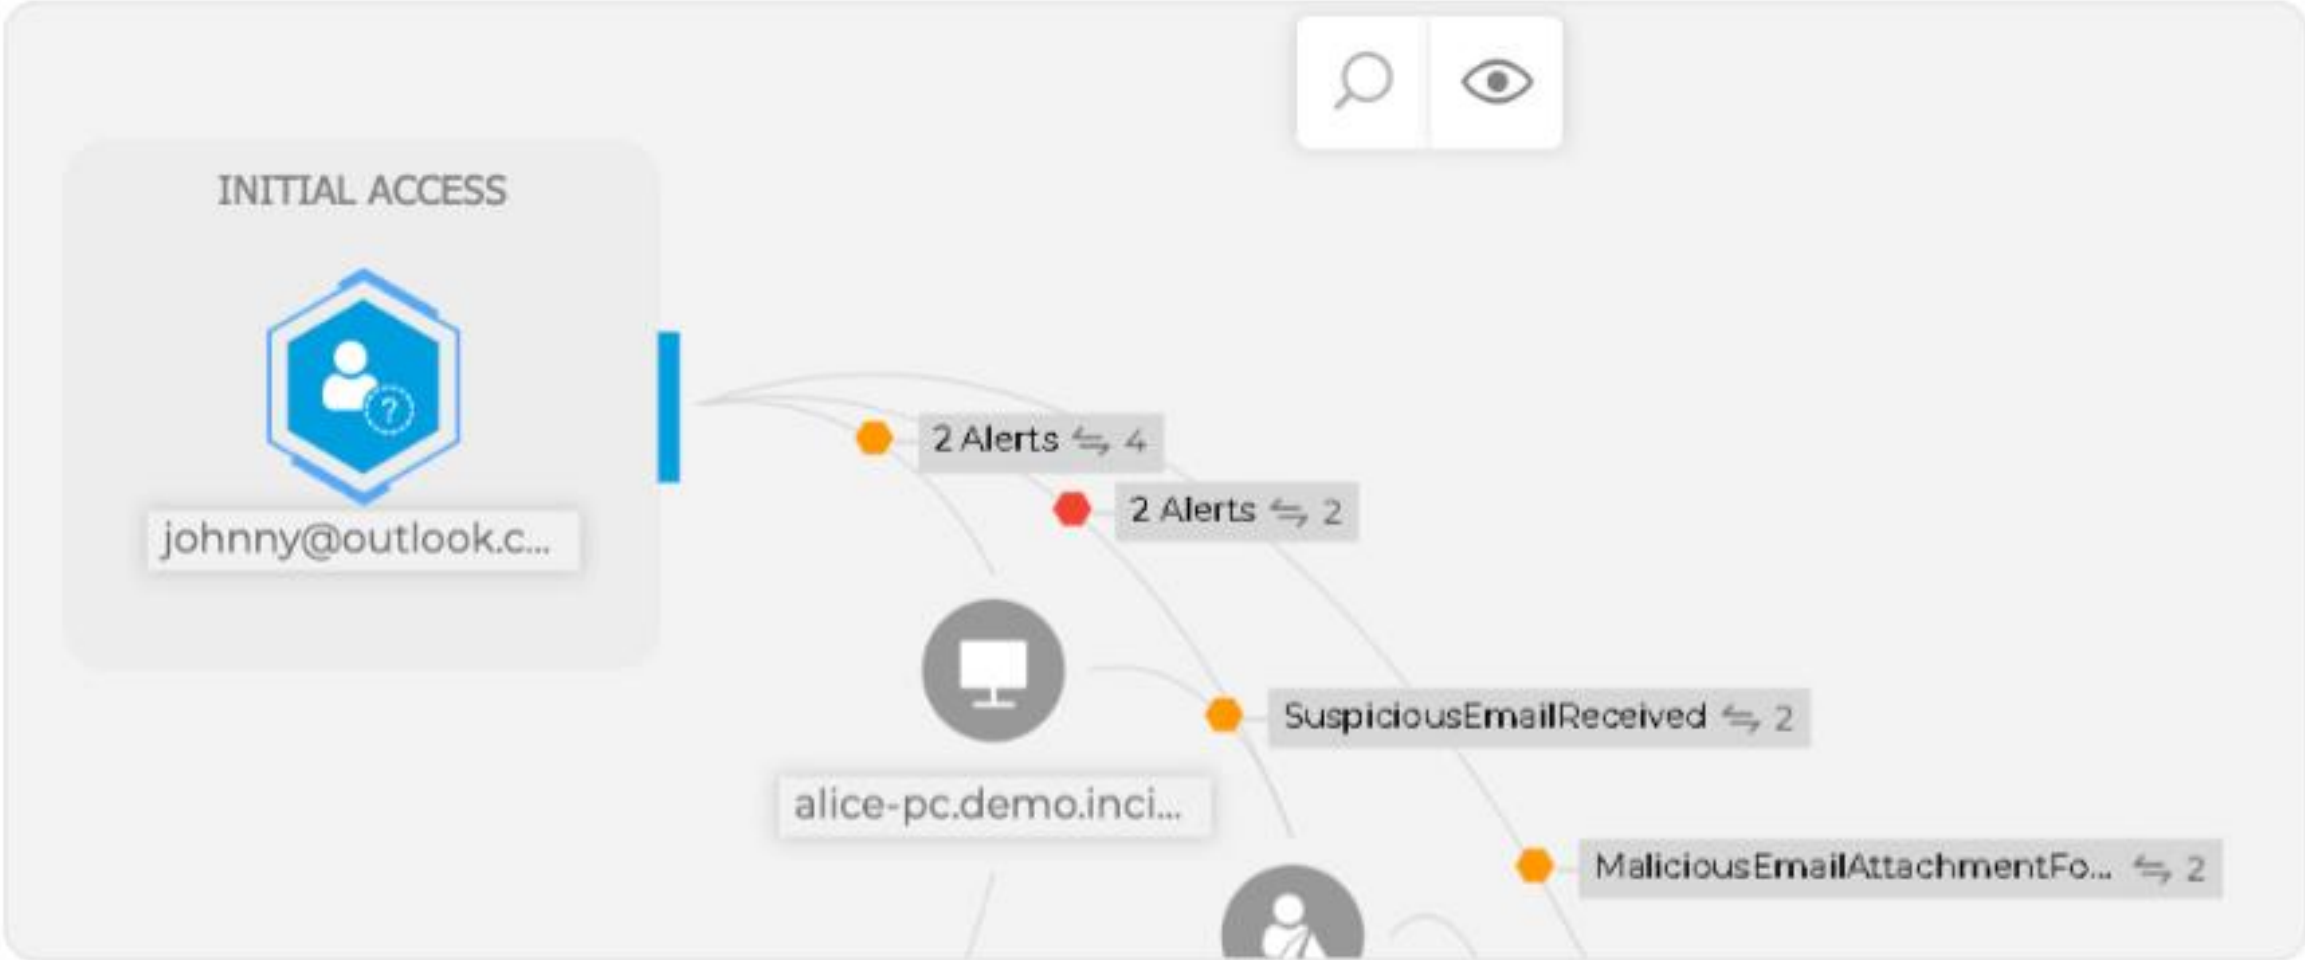 INITIAL ACCESS
?
johnny@outlook.c...
2 Alerts ⇋ 4
2 Alerts ⇋ 2
alice-pc.demo.inci...
SuspiciousEmailReceived ⇋ 2
MaliciousEmailAttachmentFo... ⇋ 2